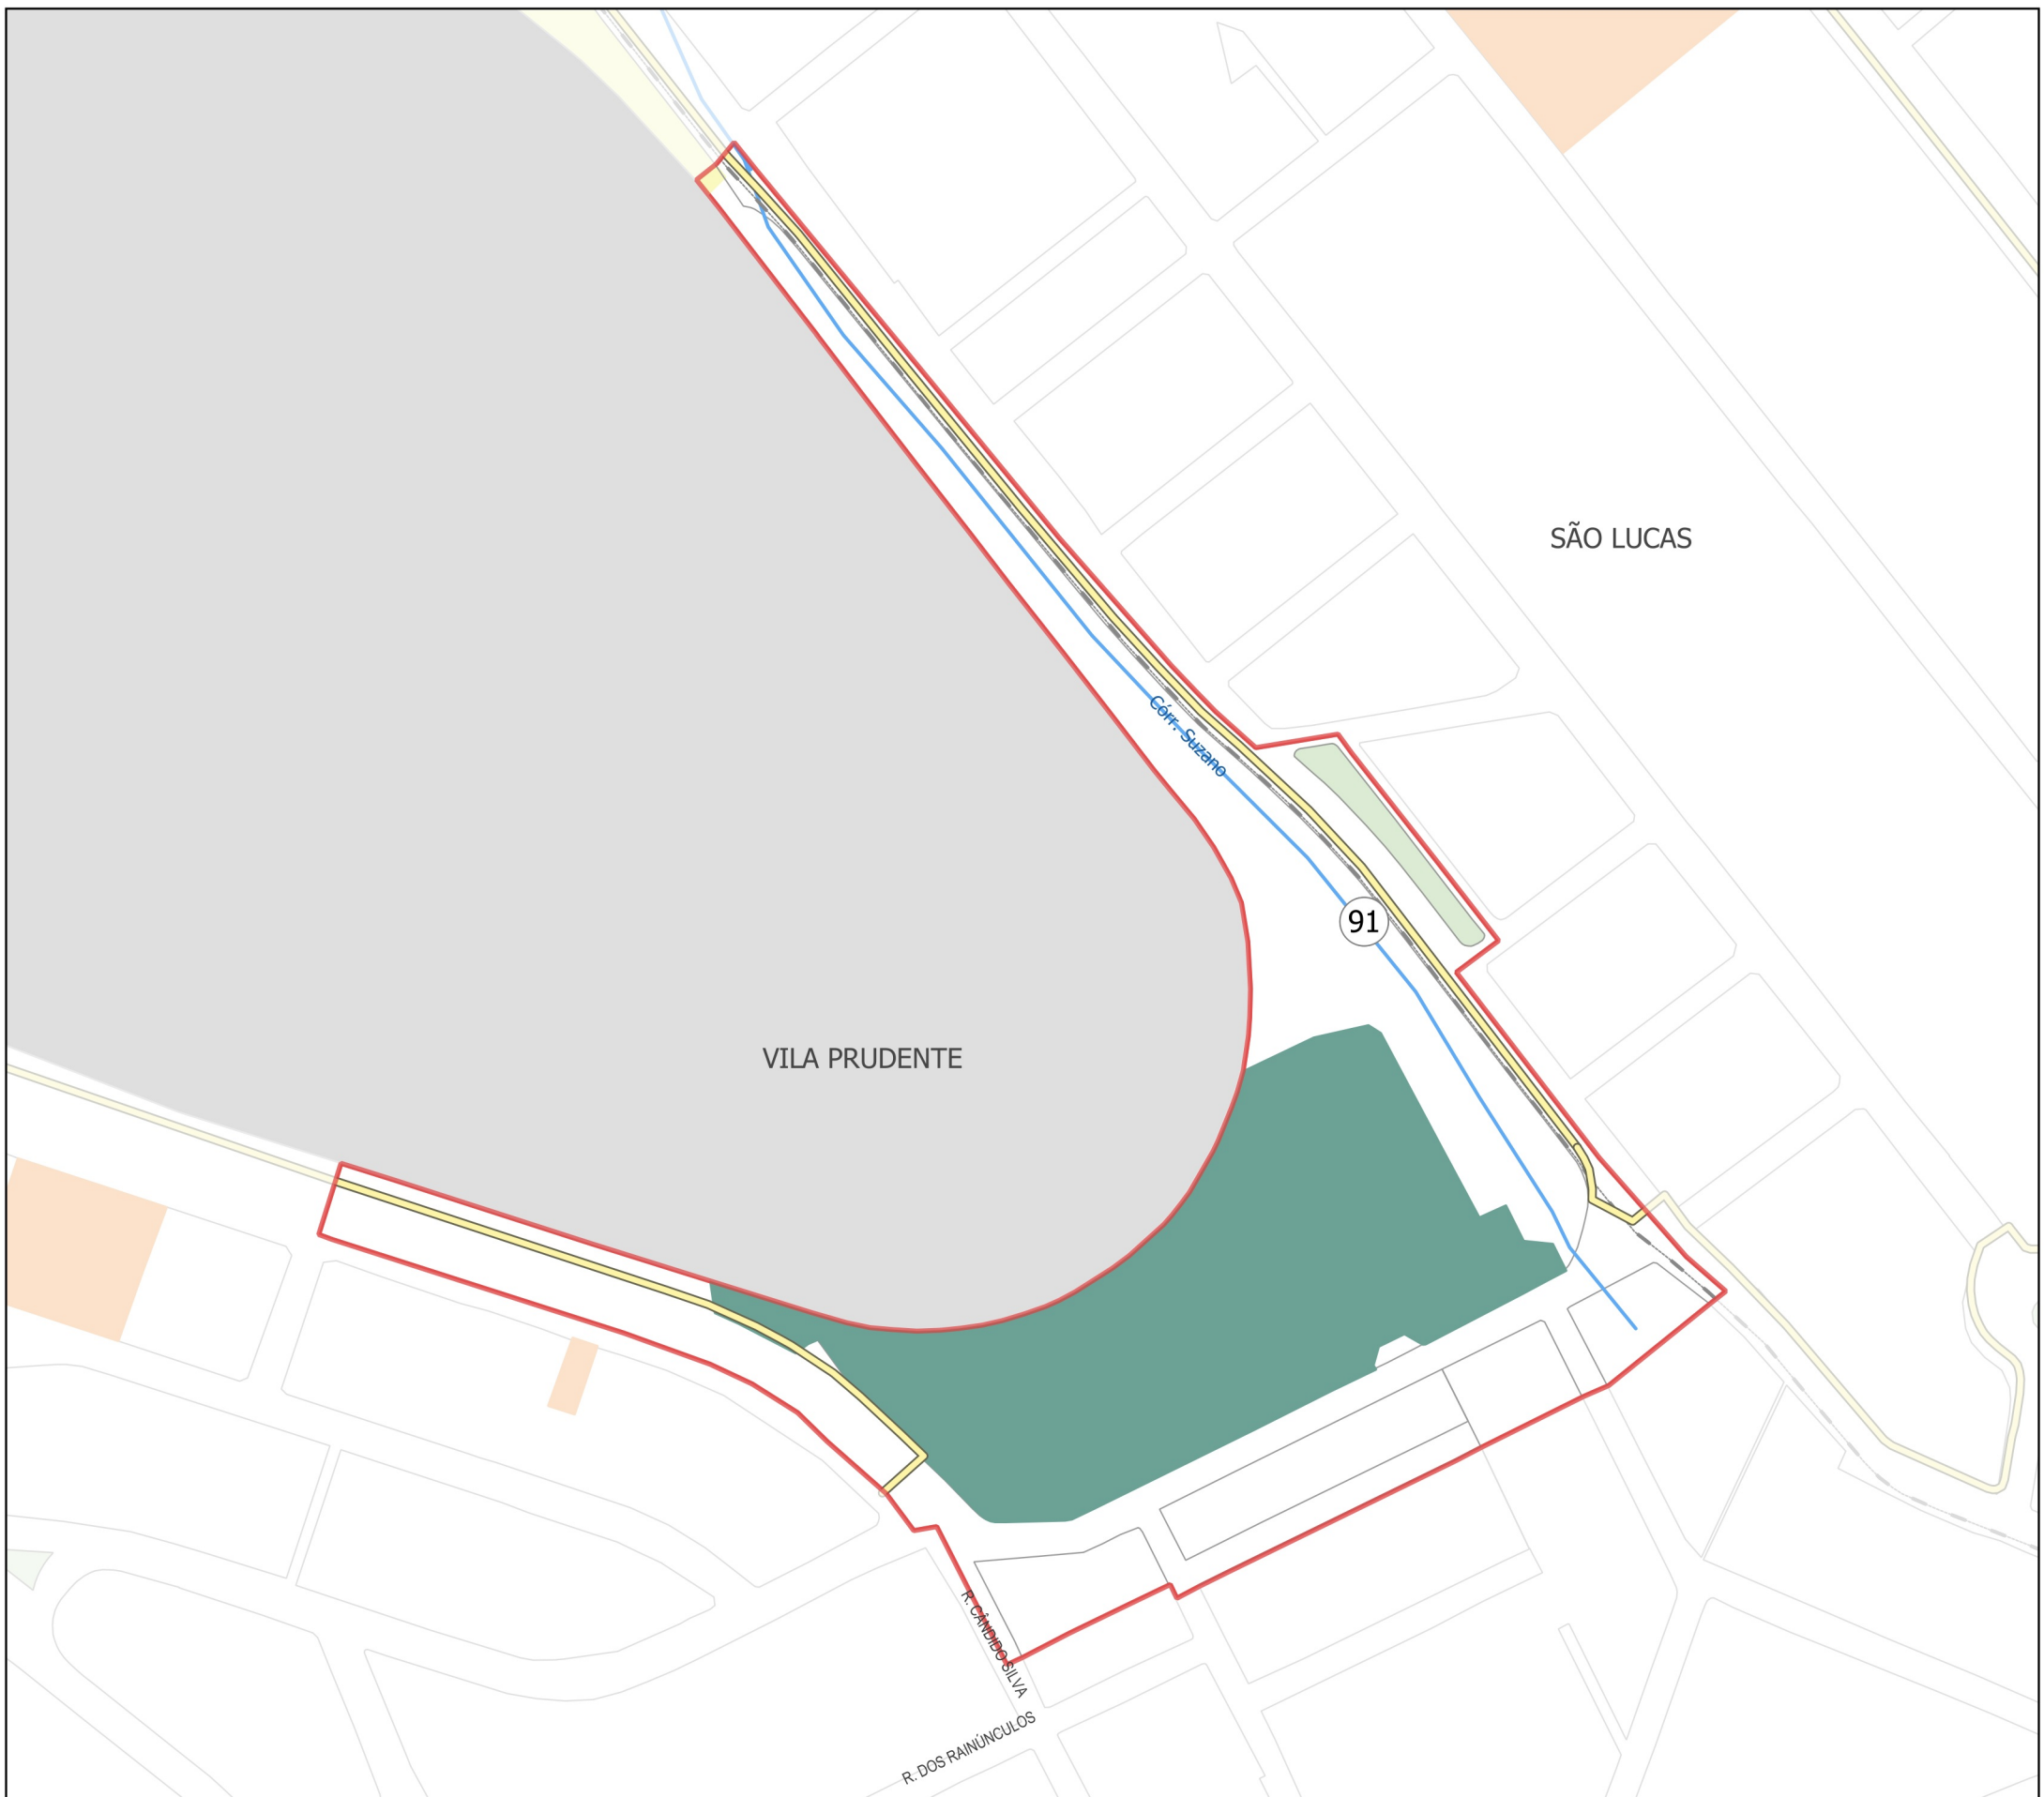 SÃO LUCAS
Córr. Suzano
91
VILA PRUDENTE
R. CÂNDIDO SILVA
R. DOS RAINÚNCULOS